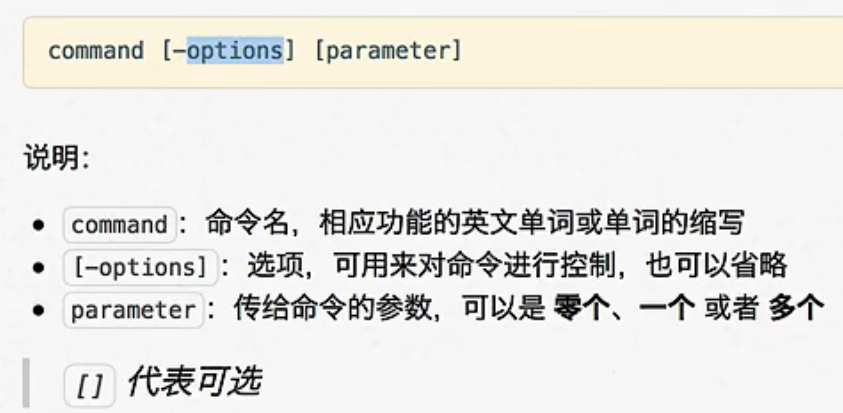 command [-options] [parameter]
说明：
• command：命令名，相应功能的英文单词或单词的缩写
• [-options]：选项，可用来对命令进行控制，也可以省略
• parameter：传给命令的参数，可以是 零个、一个 或者 多个
[] 代表可选